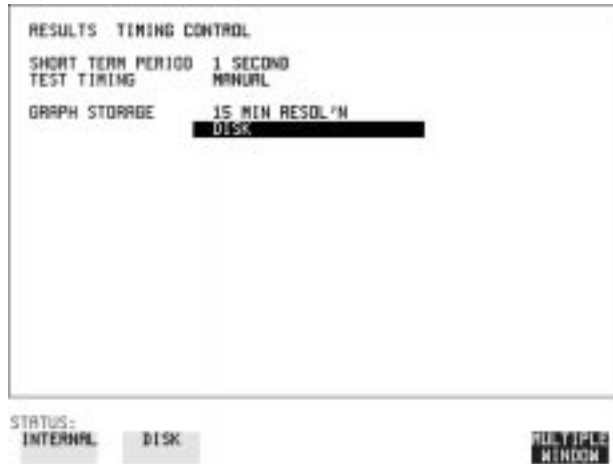 RESULTS TIMING CONTROL
SHORT TERM PERIOD 1 SECOND
TEST TIMING MANUAL
GRAPH STORAGE 15 MIN RESOL'N
DISK
STATUS:
INTERNAL DISK MULTIPLE WINDOW